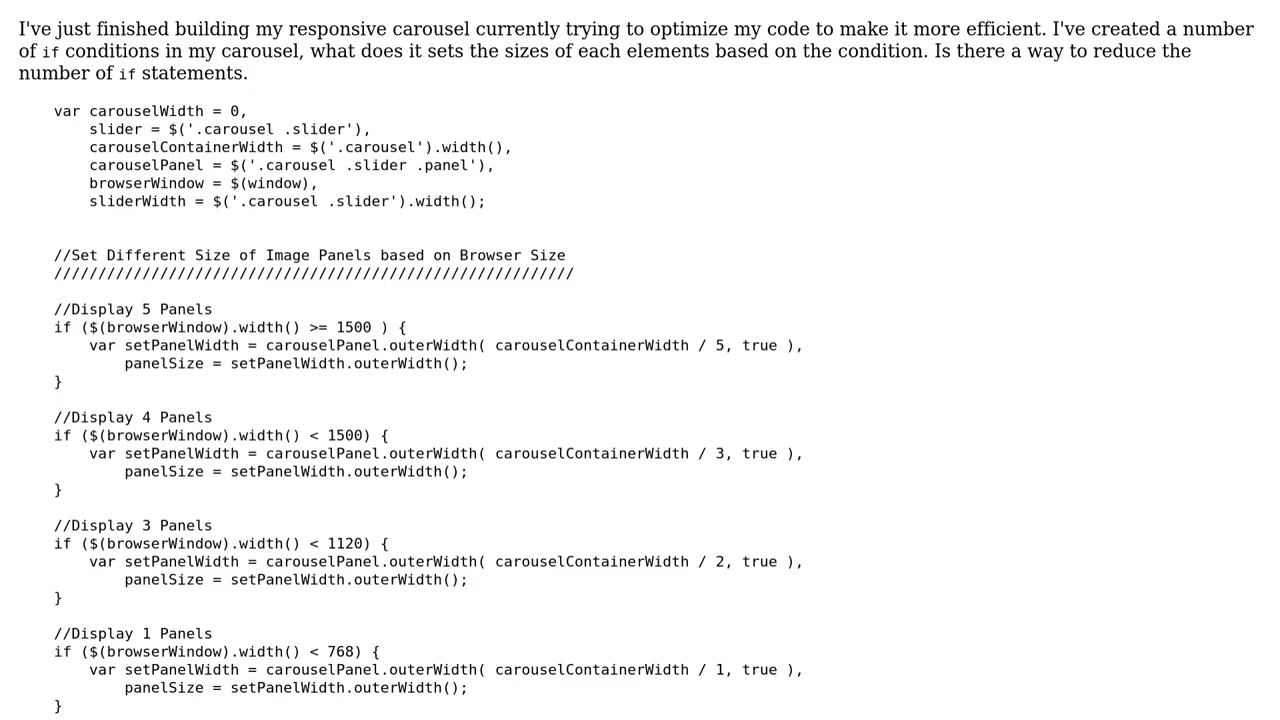 I've just finished building my responsive carousel currently trying to optimize my code to make it more efficient. I've created a number
of if conditions in my carousel, what does it sets the sizes of each elements based on the condition. Is there a way to reduce the
number of if statements.
var carouselWidth = 0,
    slider = $('.carousel .slider'),
    carouselContainerWidth = $('.carousel').width(),
    carouselPanel = $('.carousel .slider .panel'),
    browserWindow = $(window),
    sliderWidth = $('.carousel .slider').width();
//Set Different Size of Image Panels based on Browser Size
///////////////////////////////////////////////////////////
//Display 5 Panels
if ($(browserWindow).width() >= 1500 ) {
    var setPanelWidth = carouselPanel.outerWidth( carouselContainerWidth / 5, true ),
        panelSize = setPanelWidth.outerWidth();
}
//Display 4 Panels
if ($(browserWindow).width() < 1500) {
    var setPanelWidth = carouselPanel.outerWidth( carouselContainerWidth / 3, true ),
        panelSize = setPanelWidth.outerWidth();
}
//Display 3 Panels
if ($(browserWindow).width() < 1120) {
    var setPanelWidth = carouselPanel.outerWidth( carouselContainerWidth / 2, true ),
        panelSize = setPanelWidth.outerWidth();
}
//Display 1 Panels
if ($(browserWindow).width() < 768) {
    var setPanelWidth = carouselPanel.outerWidth( carouselContainerWidth / 1, true ),
        panelSize = setPanelWidth.outerWidth();
}